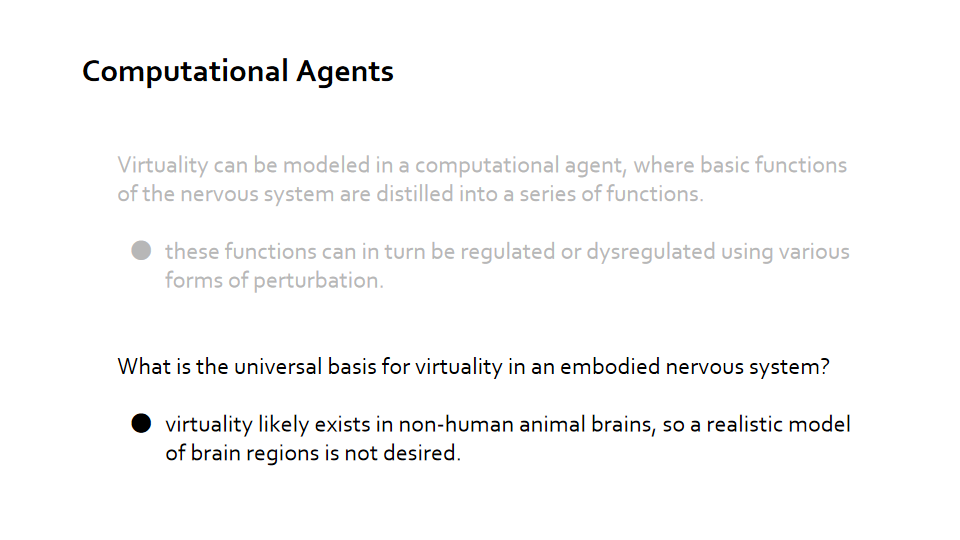 Computational Agents
Virtuality can be modeled in a computational agent, where basic functions
of the nervous system are distilled into a series of functions.
● these functions can in turn be regulated or dysregulated using various
forms of perturbation.
What is the universal basis for virtuality in an embodied nervous system?
● virtuality likely exists in non-human animal brains, so a realistic model
of brain regions is not desired.